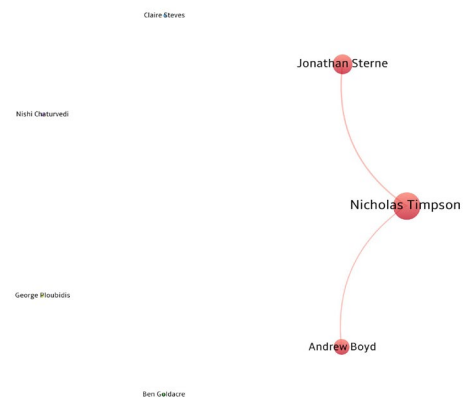 Claire Steves
Jonathan Sterne
Nishi Chaturvedi
Nicholas Timpson
George Ploubidis
Andrew Boyd
Ben Goldacre